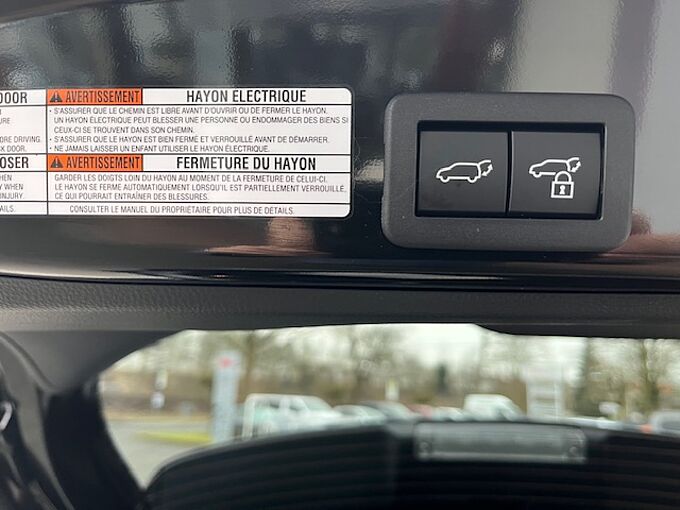 OOR
AVERTISSEMENT HAYON ÉLECTRIQUE
• S'ASSURER QUE LE CHEMIN EST LIBRE AVANT D'OUVRIR OU DE FERMER LE HAYON.
UN HAYON ÉLECTRIQUE PEUT BLESSER UNE PERSONNE OU ENDOMMAGER DES BIENS SI
CEUX-CI SE TROUVENT DANS SON CHEMIN.
• S'ASSURER QUE LE HAYON EST BIEN FERMÉ ET VERROUILLÉ AVANT DE DÉMARRER.
• NE JAMAIS LAISSER UN ENFANT UTILISER LE HAYON ÉLECTRIQUE.
URE
ORE DRIVING.
K DOOR.
OSER
AVERTISSEMENT FERMETURE DU HAYON
HEN
Y WHEN
NJURY.
GARDER LES DOIGTS LOIN DU HAYON AU MOMENT DE LA FERMETURE DE CELUI-CI.
LE HAYON SE FERME AUTOMATIQUEMENT LORSQU'IL EST PARTIELLEMENT VERROUILLÉ,
CE QUI POURRAIT ENTRAÎNER DES BLESSURES.
AILS.
CONSULTER LE MANUEL DU PROPRIÉTAIRE POUR PLUS DE DÉTAILS.